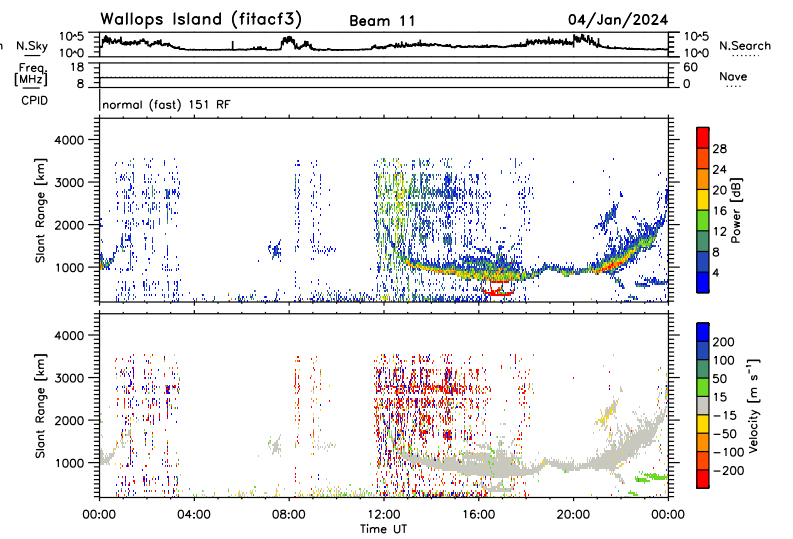 Wallops Island (fitacf3) Beam 11 04/Jan/2024
N.Sky 10^5 10^0 10^5 10^0 N.Search
Freq. [MHz] 18 8 60 0 Nave
CPID normal (fast) 151 RF
Slant Range [km]
4000
3000
2000
1000
Power [dB]
28
24
20
16
12
8
4
Slant Range [km]
4000
3000
2000
1000
Velocity [m s⁻¹]
200
100
50
15
-15
-50
-100
-200
00:00 04:00 08:00 12:00 16:00 20:00 00:00
Time UT